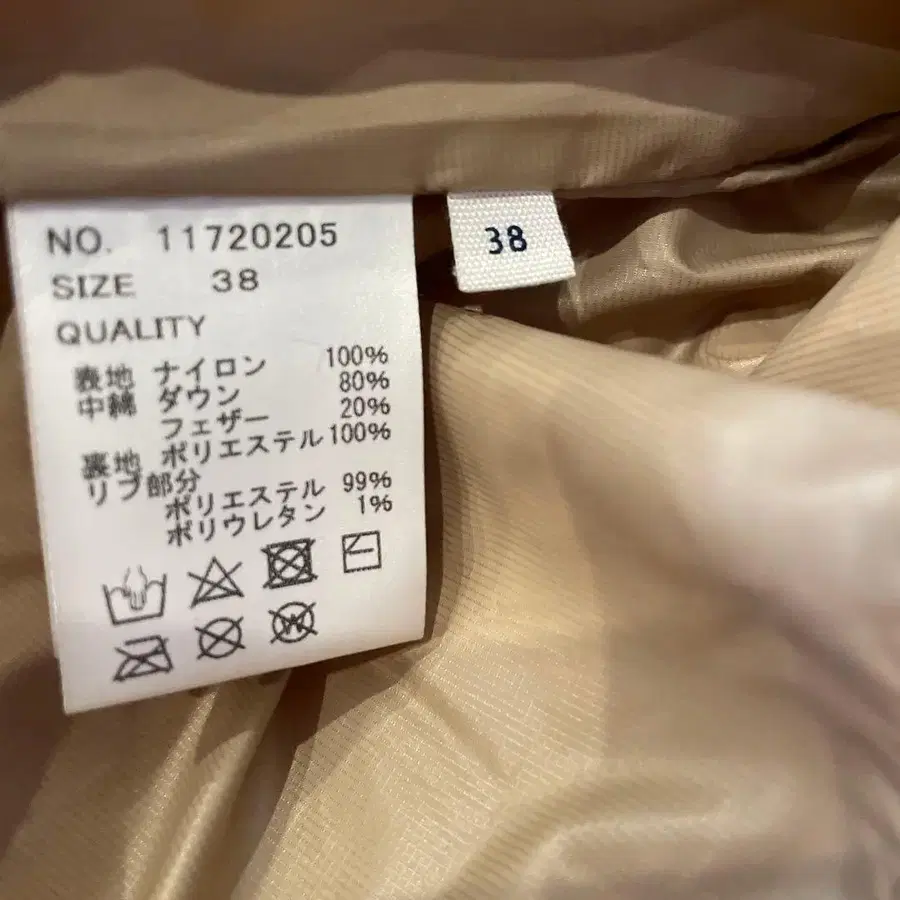 NO. 11720205
SIZE 38
QUALITY
表地 ナイロン 100%
中綿 ダウン 80%
フェザー 20%
裏地 ポリエステル 100%
リブ部分
ポリエステル 99%
ポリウレタン 1%
W
38